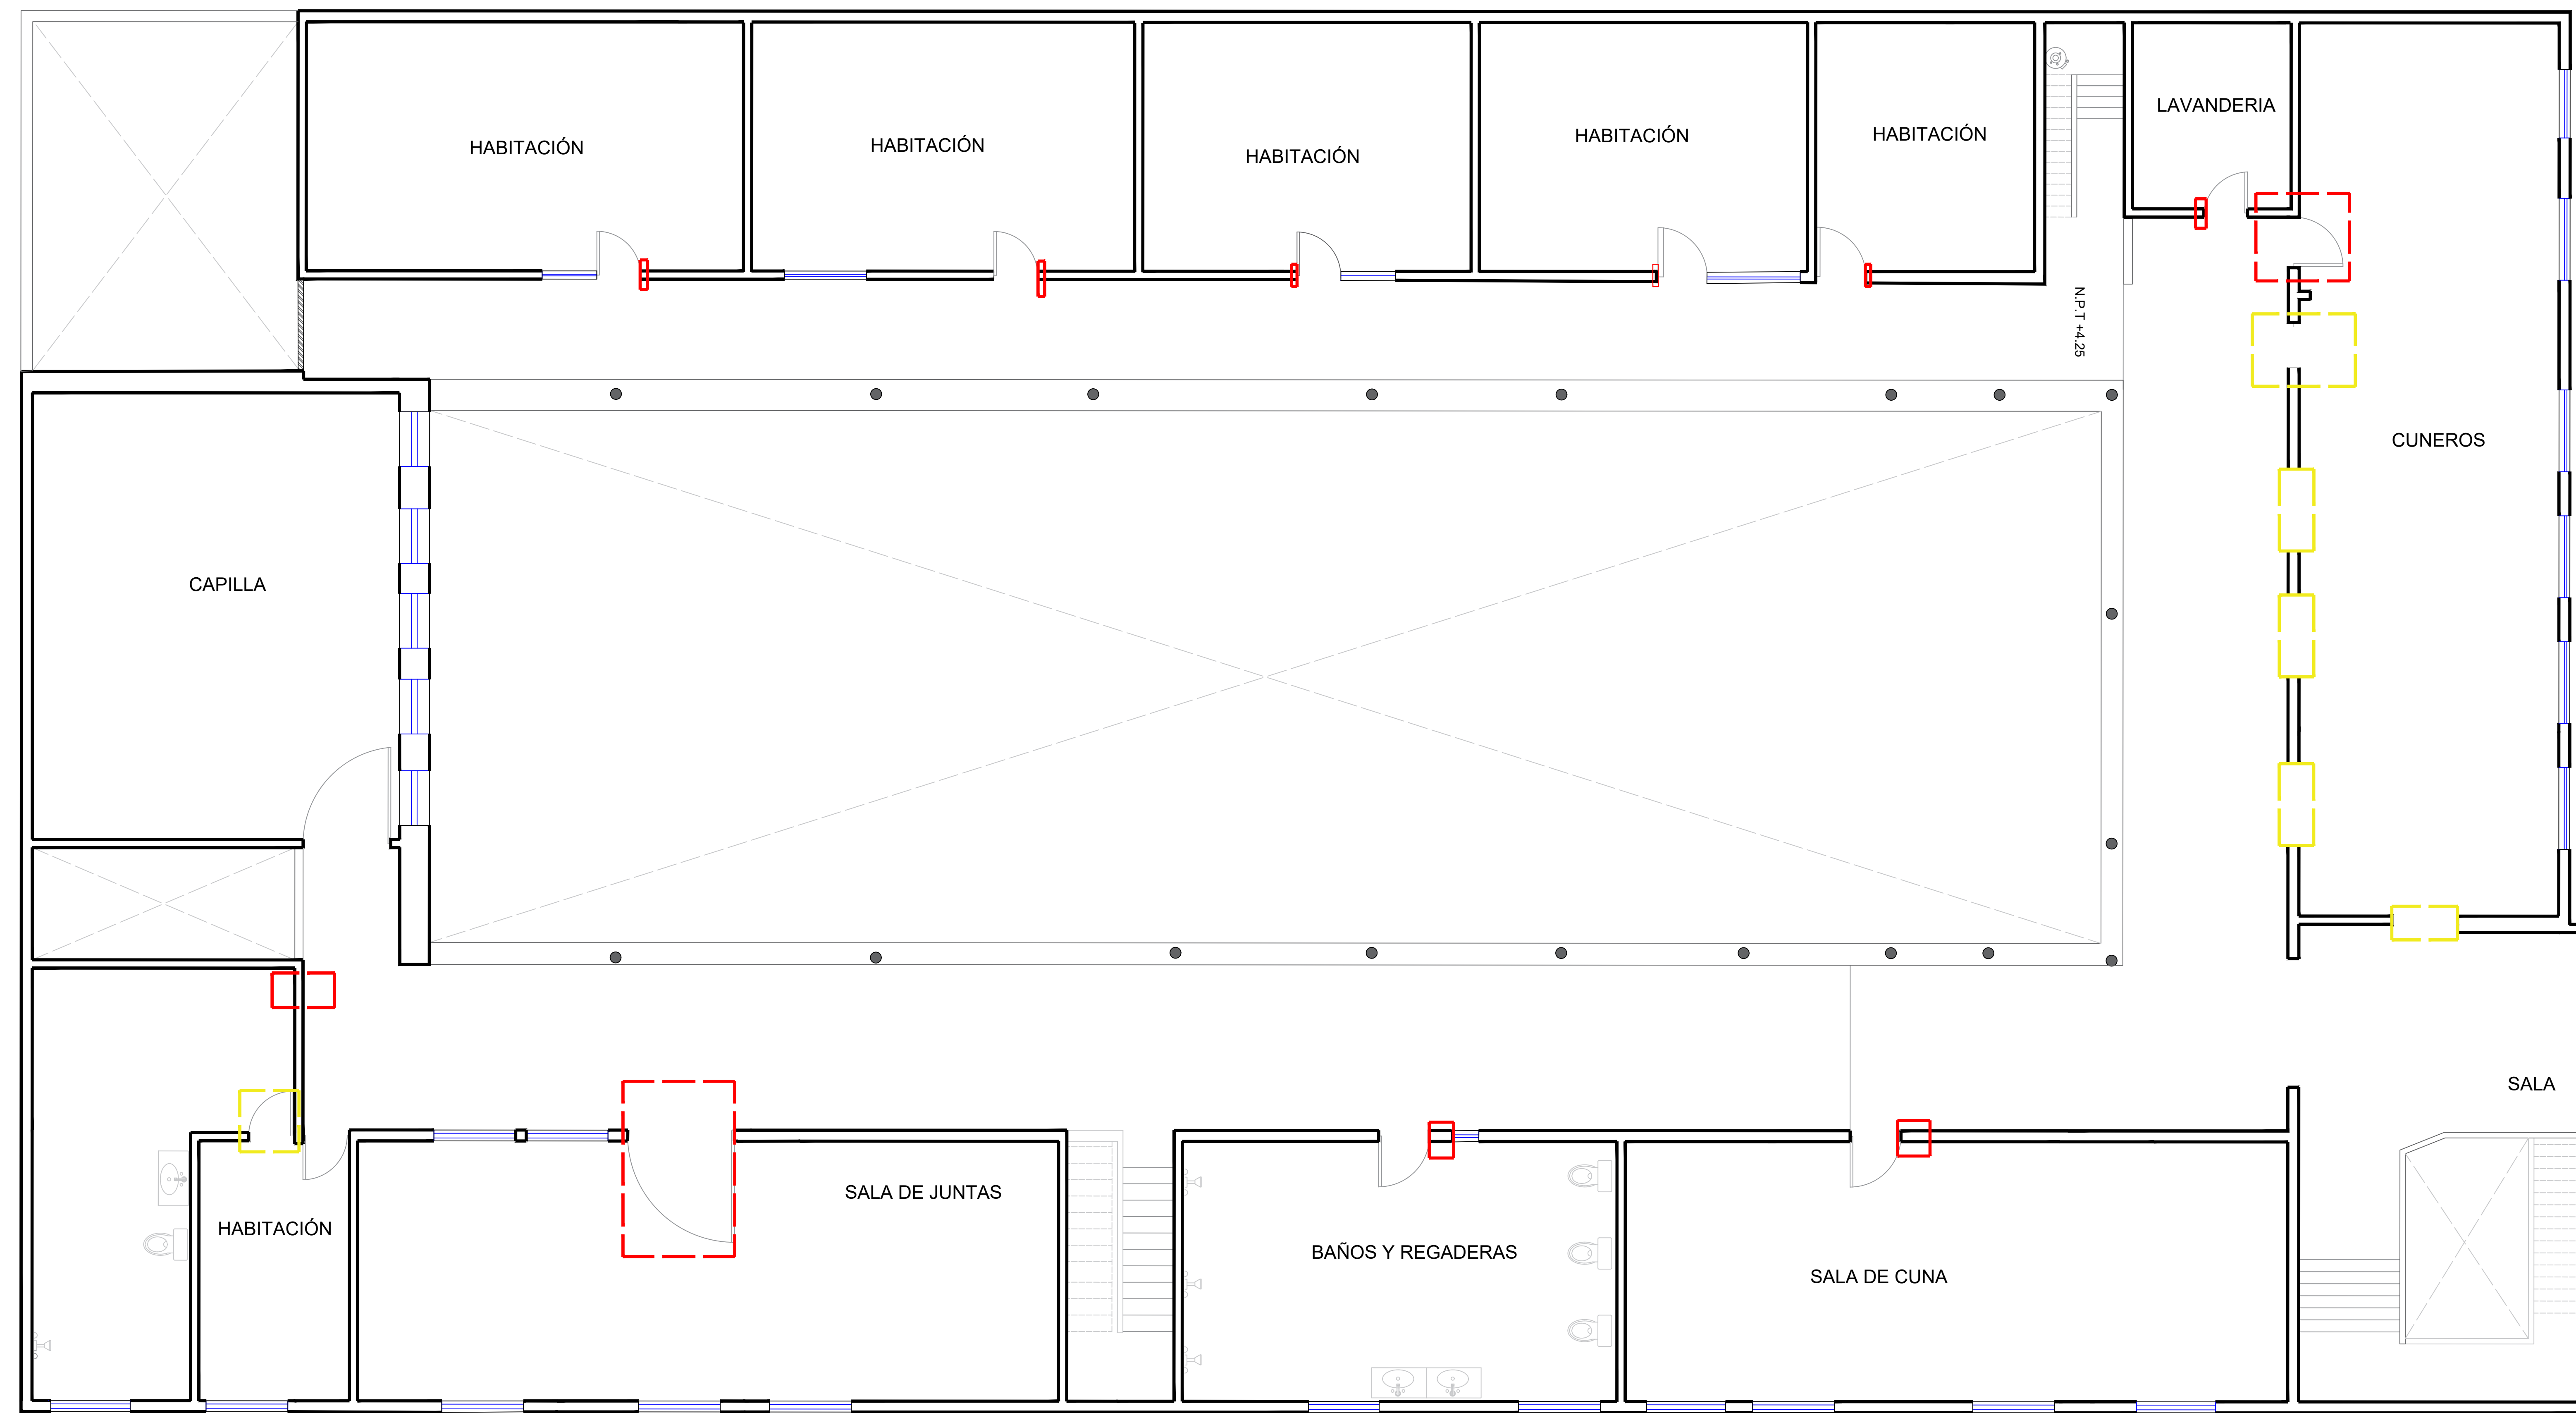 HABITACIÓN
HABITACIÓN
HABITACIÓN
HABITACIÓN
HABITACIÓN
LAVANDERIA
N.P.T +4.25
CUNEROS
CAPILLA
SALA
SALA DE JUNTAS
HABITACIÓN
BAÑOS Y REGADERAS
SALA DE CUNA